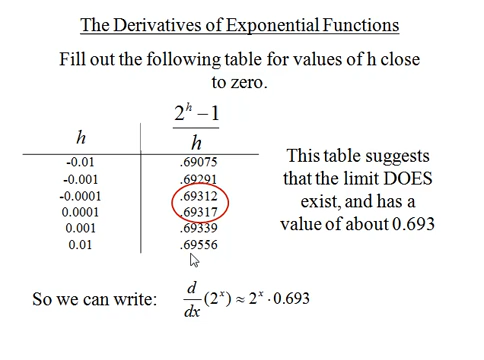 The Derivatives of Exponential Functions
Fill out the following table for values of h close
to zero.
h	(2^h − 1)/h
-0.01	.69075
-0.001	.69291
-0.0001	.69312
0.0001	.69317
0.001	.69339
0.01	.69556
This table suggests
that the limit DOES
exist, and has a
value of about 0.693
So we can write: d/dx (2^x) ≈ 2^x · 0.693